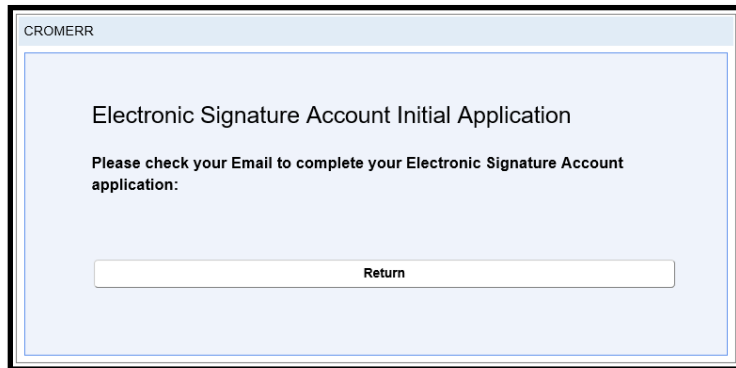 CROMERR
Electronic Signature Account Initial Application
Please check your Email to complete your Electronic Signature Account
application:
Return